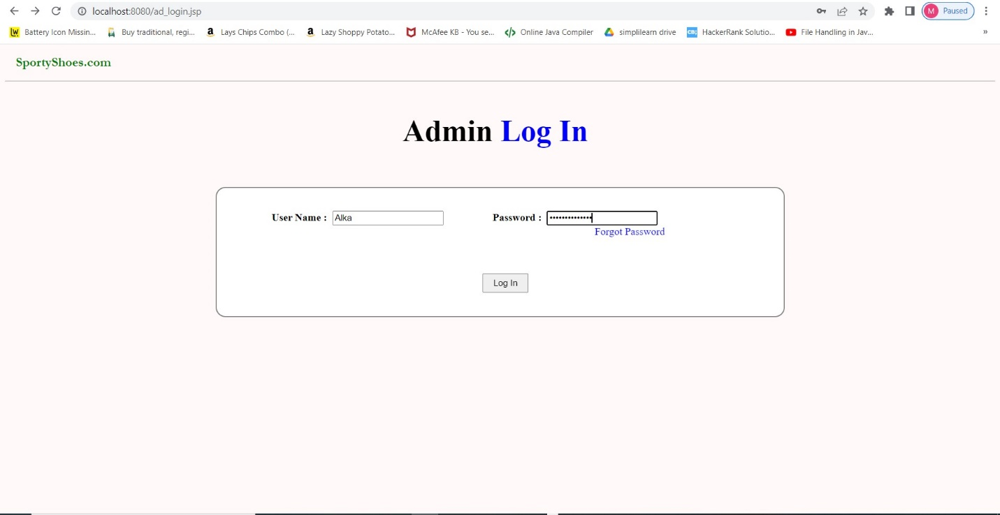 localhost:8080/ad_login.jsp
M Paused
Battery Icon Missin... Buy traditional, regi... Lays Chips Combo (... Lazy Shoppy Potato... McAfee KB - You se... Online Java Compiler simplilearn drive HackerRank Solutio... File Handling in Jav... »
SportyShoes.com
Admin Log In
User Name : Alka Password : ••••••••••••••
Forgot Password
Log In